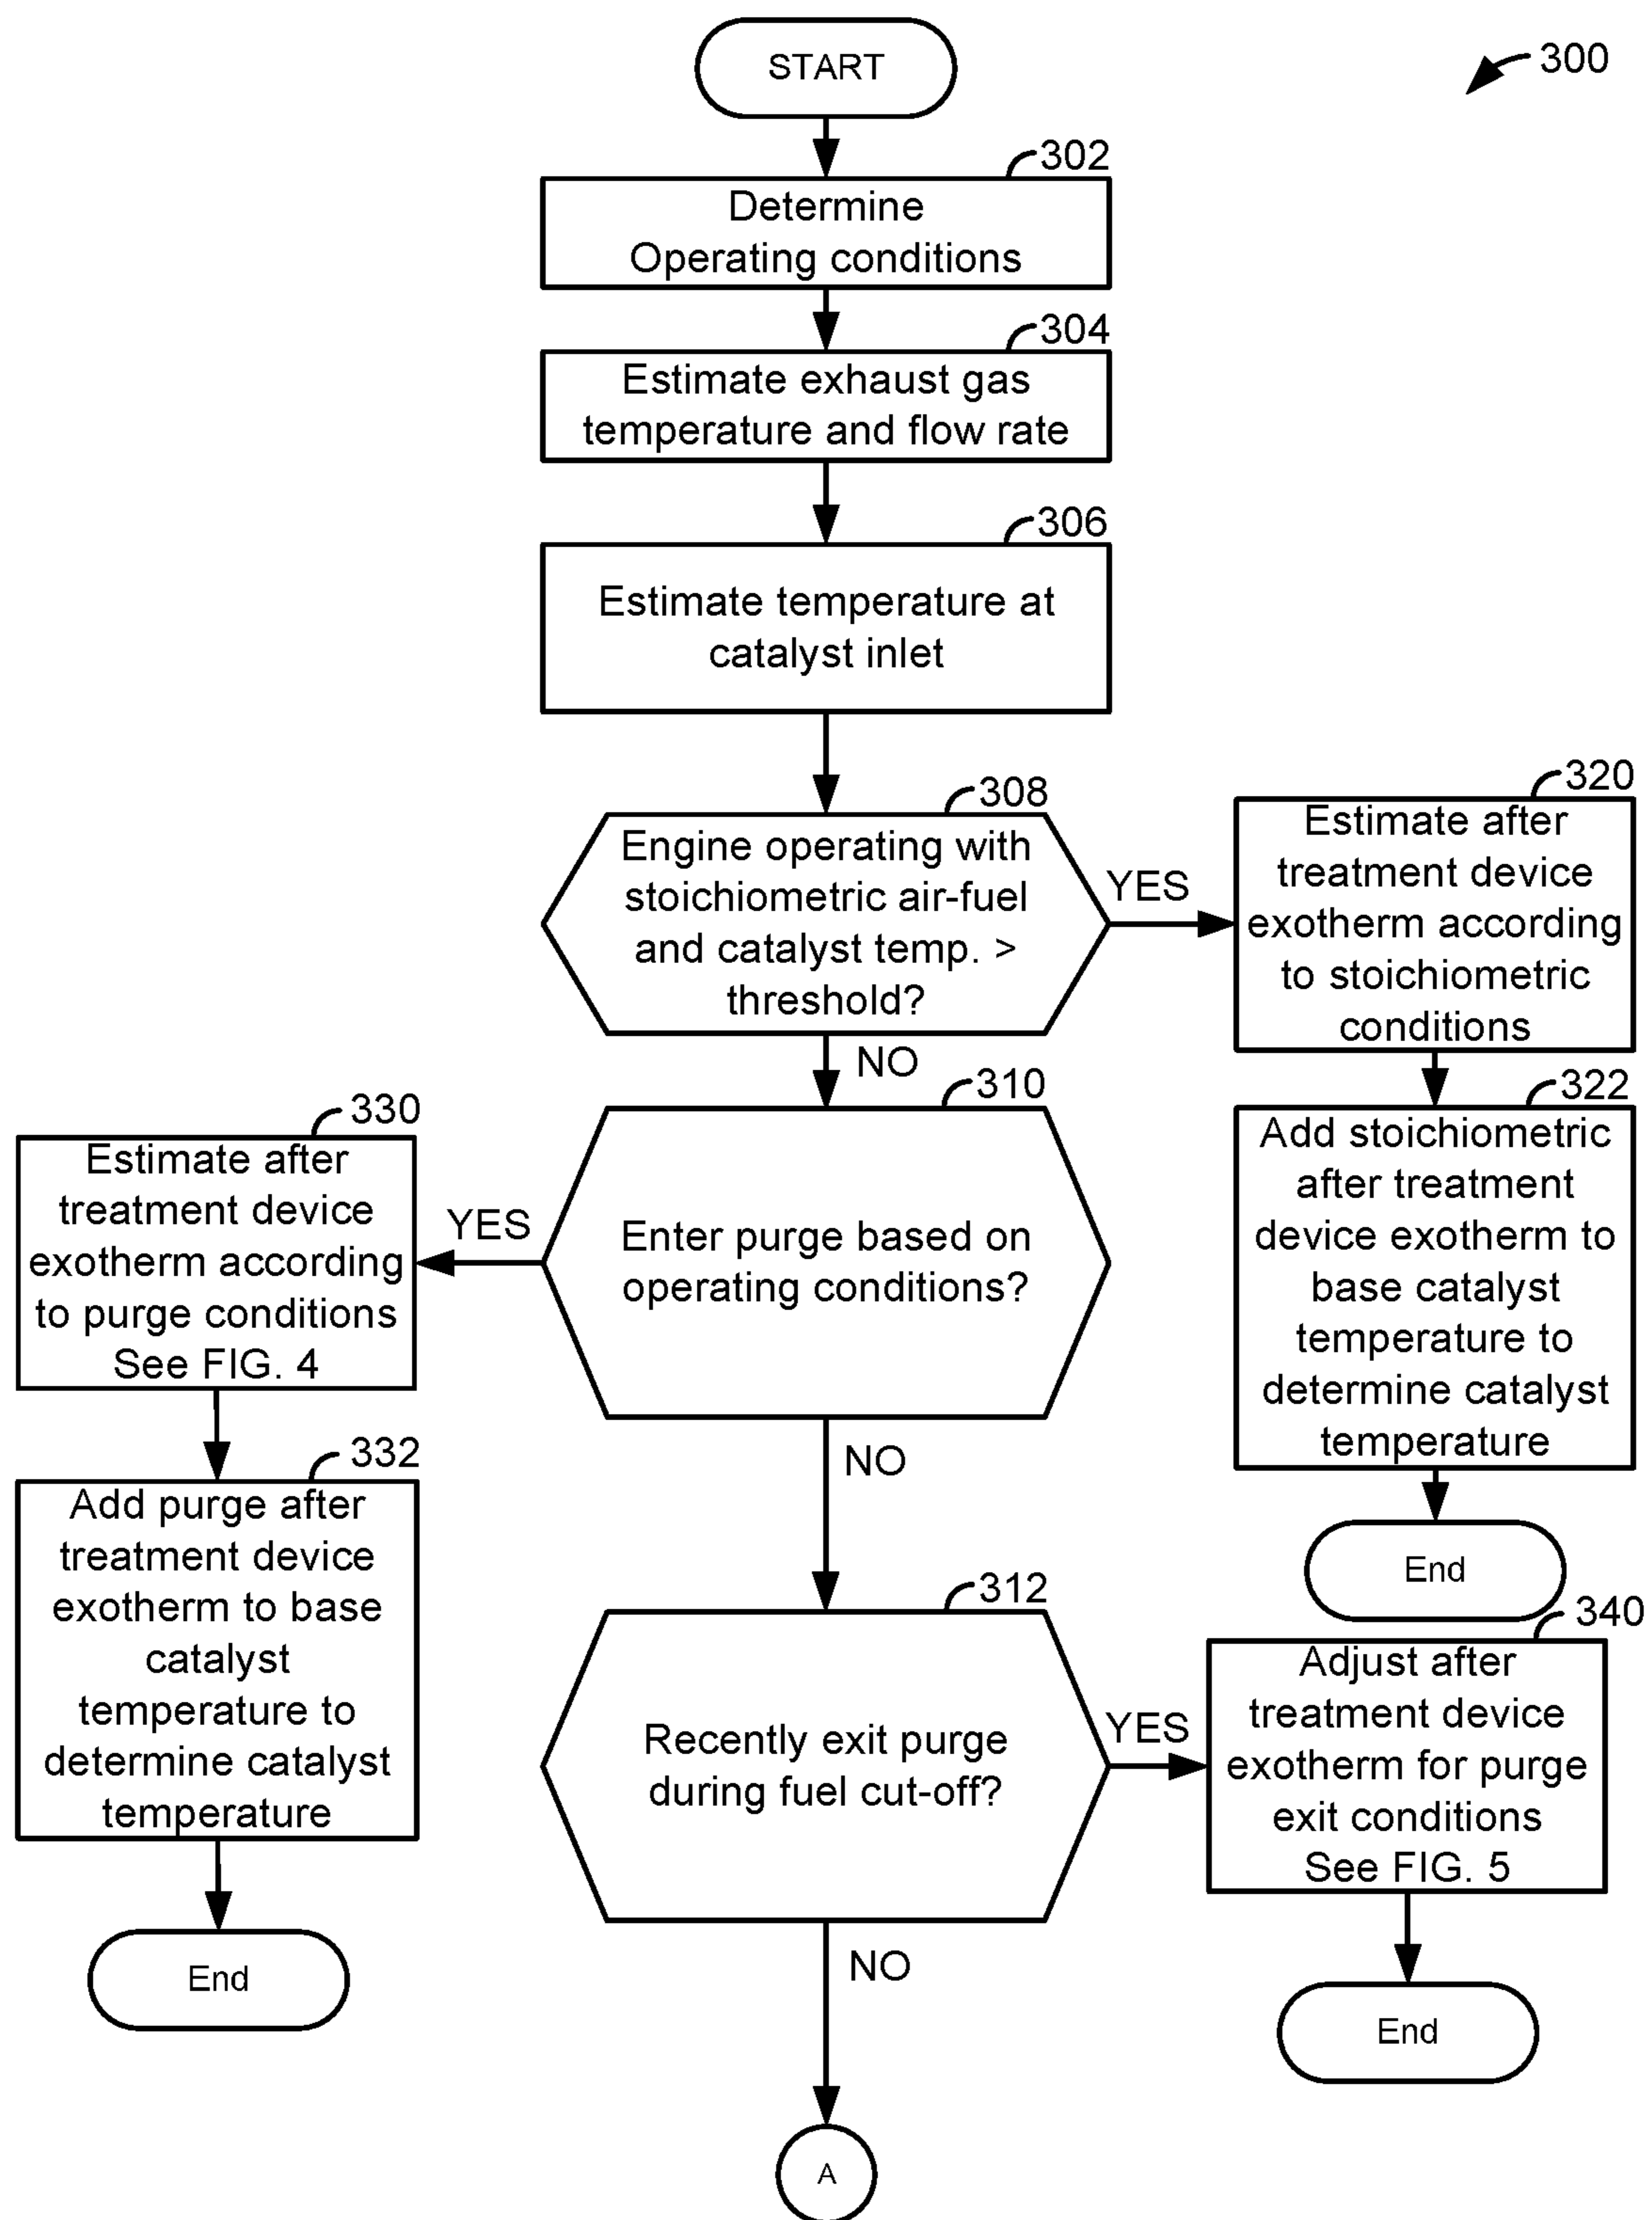 START
300
302
Determine
Operating conditions
304
Estimate exhaust gas
temperature and flow rate
306
Estimate temperature at
catalyst inlet
308
Engine operating with
stoichiometric air-fuel
and catalyst temp. >
threshold?
YES
NO
320
Estimate after
treatment device
exotherm according
to stoichiometric
conditions
322
Add stoichiometric
after treatment
device exotherm to
base catalyst
temperature to
determine catalyst
temperature
End
310
Enter purge based on
operating conditions?
YES
NO
330
Estimate after
treatment device
exotherm according
to purge conditions
See FIG. 4
332
Add purge after
treatment device
exotherm to base
catalyst
temperature to
determine catalyst
temperature
End
312
Recently exit purge
during fuel cut-off?
YES
NO
340
Adjust after
treatment device
exotherm for purge
exit conditions
See FIG. 5
End
A